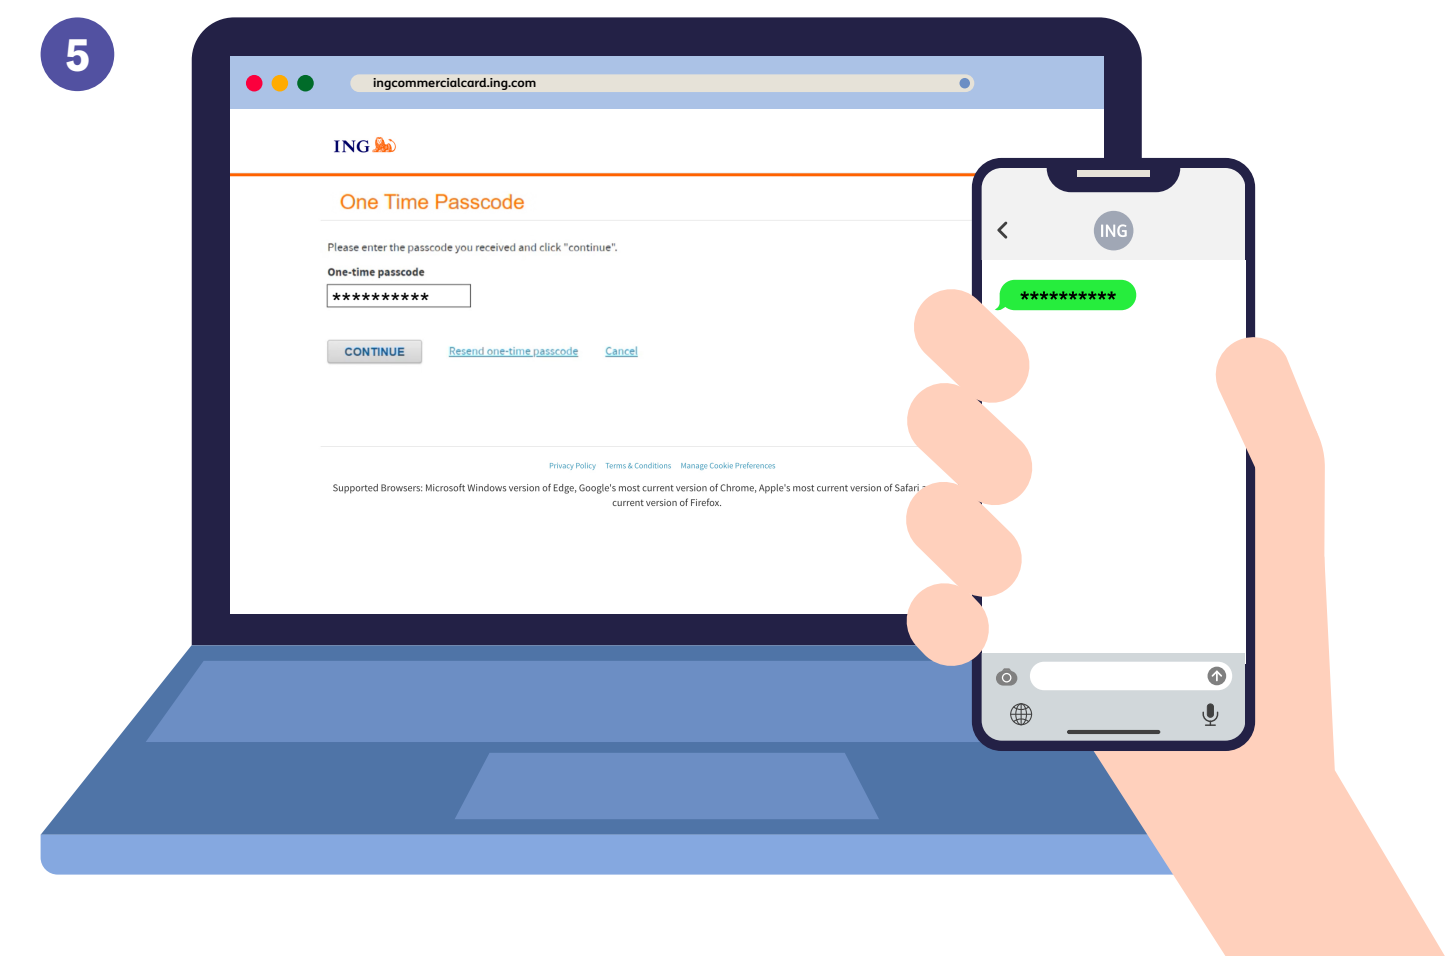 5
ingcommercialcard.ing.com
ING
One Time Passcode
Please enter the passcode you received and click "continue".
One-time passcode
**********
CONTINUE Resend one-time passcode Cancel
Privacy Policy Terms & Conditions Manage Cookie Preferences
Supported Browsers: Microsoft Windows version of Edge, Google's most current version of Chrome, Apple's most current version of Safari
current version of Firefox.
ING
**********